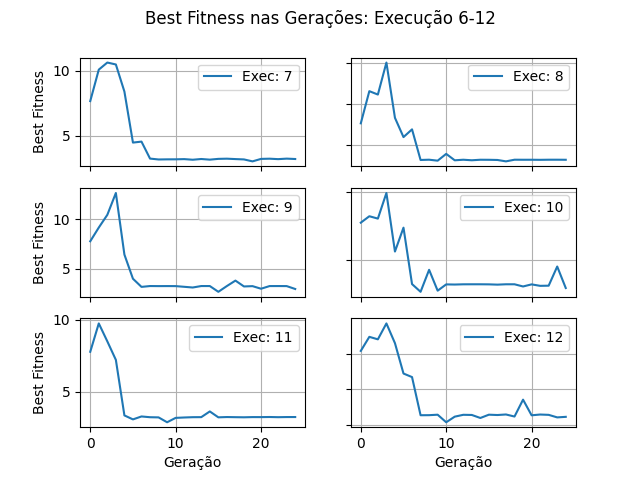 Best Fitness nas Gerações: Execução 6-12
10
5
Best Fitness
Exec: 7
Exec: 8
10
5
Best Fitness
Exec: 9
Exec: 10
10
5
Best Fitness
Exec: 11
Exec: 12
0 10 20
0 10 20
Geração
Geração